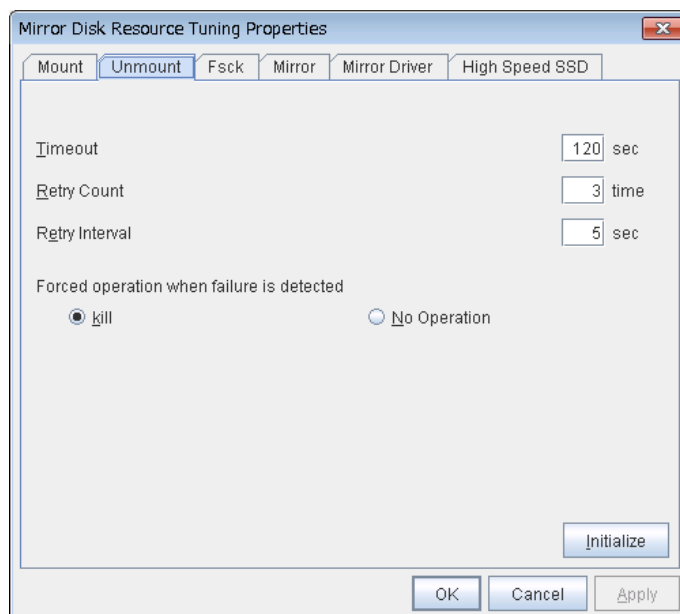 Mirror Disk Resource Tuning Properties
Mount Unmount Fsck Mirror Mirror Driver High Speed SSD
Timeout 120 sec
Retry Count 3 time
Retry Interval 5 sec
Forced operation when failure is detected
kill No Operation
Initialize
OK Cancel Apply